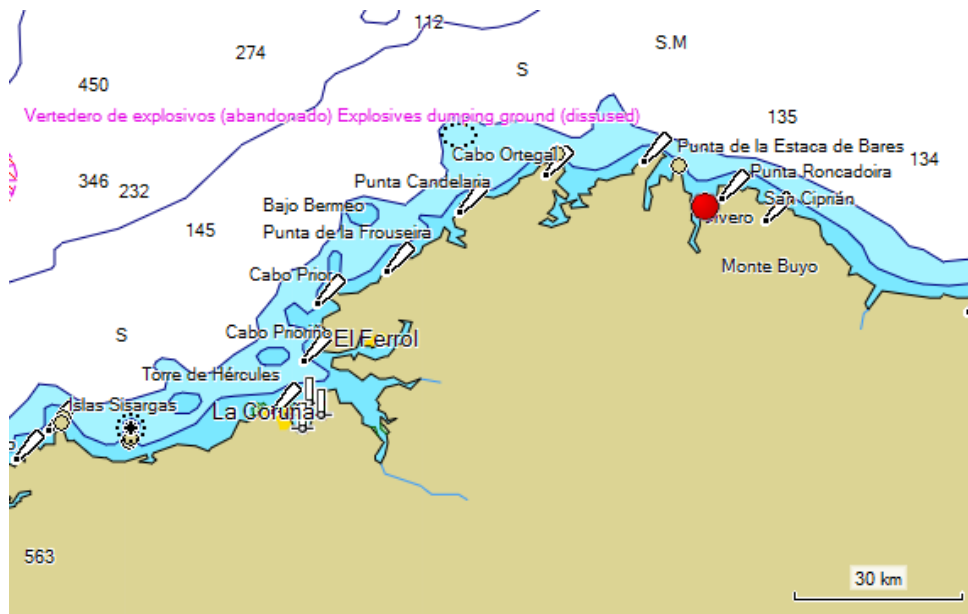 112
274
S.M
S
450
Vertedero de explosivos (abandonado) Explosives dumping ground (dissused)
135
Cabo Ortegal
Punta de la Estaca de Bares
134
346
232
Punta Candelaria
Punta Roncadoira
Bajo Bermeo
San Ciprián
145
Punta de la Frouseira
Monte Buyo
Cabo Prior
S
Cabo Prioriño
El Ferrol
Torre de Hércules
Islas Sisargas
La Coruña
563
30 km